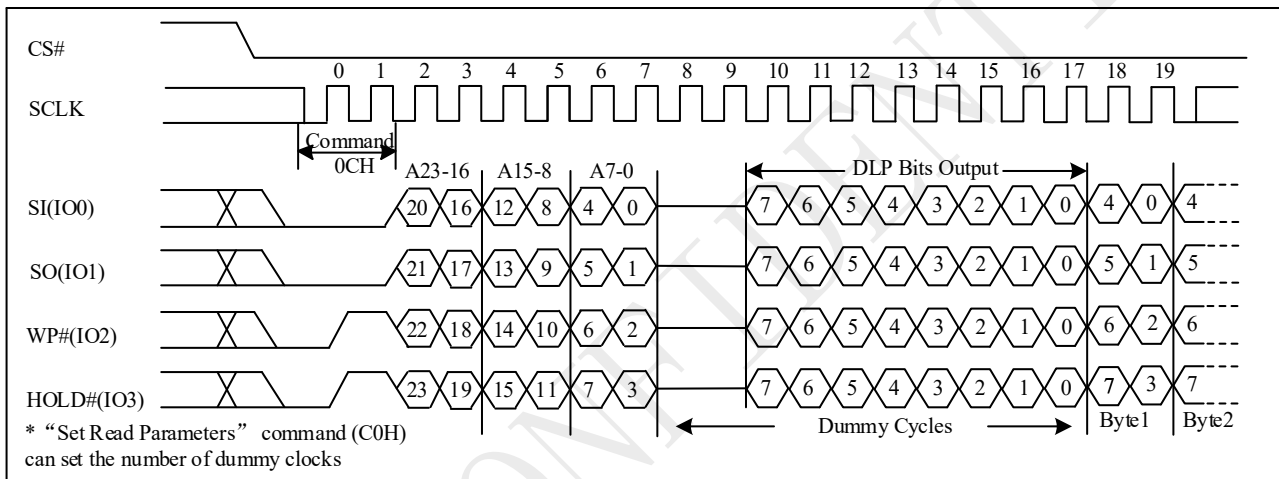 CS#
0 1 2 3 4 5 6 7 8 9 10 11 12 13 14 15 16 17 18 19
SCLK
Command
0CH
A23-16 A15-8 A7-0 DLP Bits Output
SI(IO0) 20 16 12 8 4 0 7 6 5 4 3 2 1 0 4 0 4
SO(IO1) 21 17 13 9 5 1 7 6 5 4 3 2 1 0 5 1 5
WP#(IO2) 22 18 14 10 6 2 7 6 5 4 3 2 1 0 6 2 6
HOLD#(IO3) 23 19 15 11 7 3 7 6 5 4 3 2 1 0 7 3 7
Dummy Cycles Byte1 Byte2
* “Set Read Parameters” command (C0H)
can set the number of dummy clocks
CONFIDENT